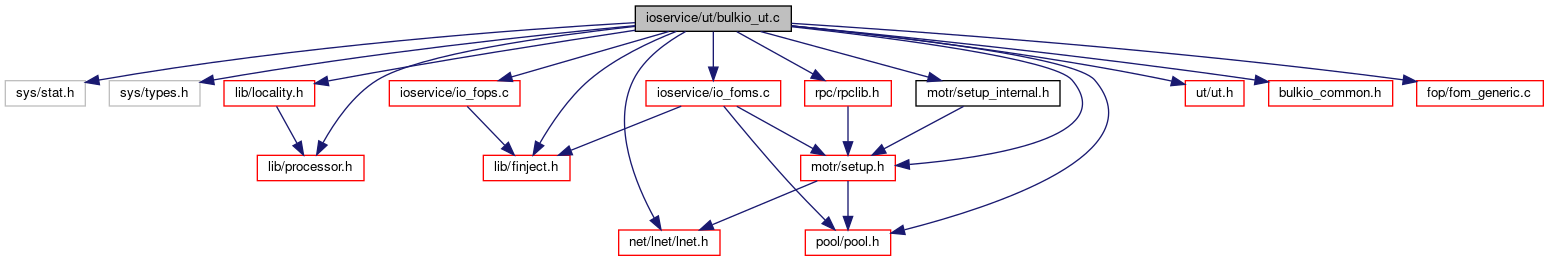 ioservice/ut/bulkio_ut.c
sys/stat.h
sys/types.h
lib/locality.h
ioservice/io_fops.c
ioservice/io_foms.c
rpc/rpclib.h
motr/setup_internal.h
ut/ut.h
bulkio_common.h
fop/fom_generic.c
lib/processor.h
lib/finject.h
motr/setup.h
net/lnet/lnet.h
pool/pool.h